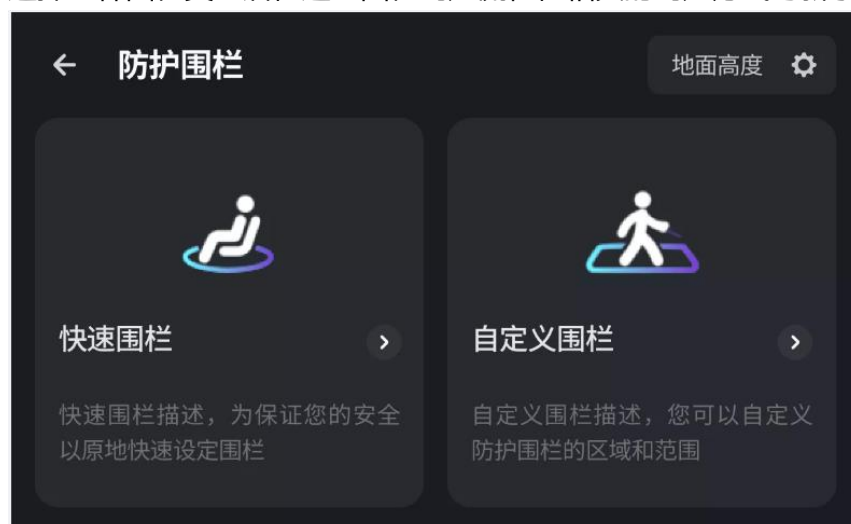 防护围栏
地面高度
快速围栏
自定义围栏
快速围栏描述，为保证您的安全
以原地快速设定围栏
自定义围栏描述，您可以自定义
防护围栏的区域和范围